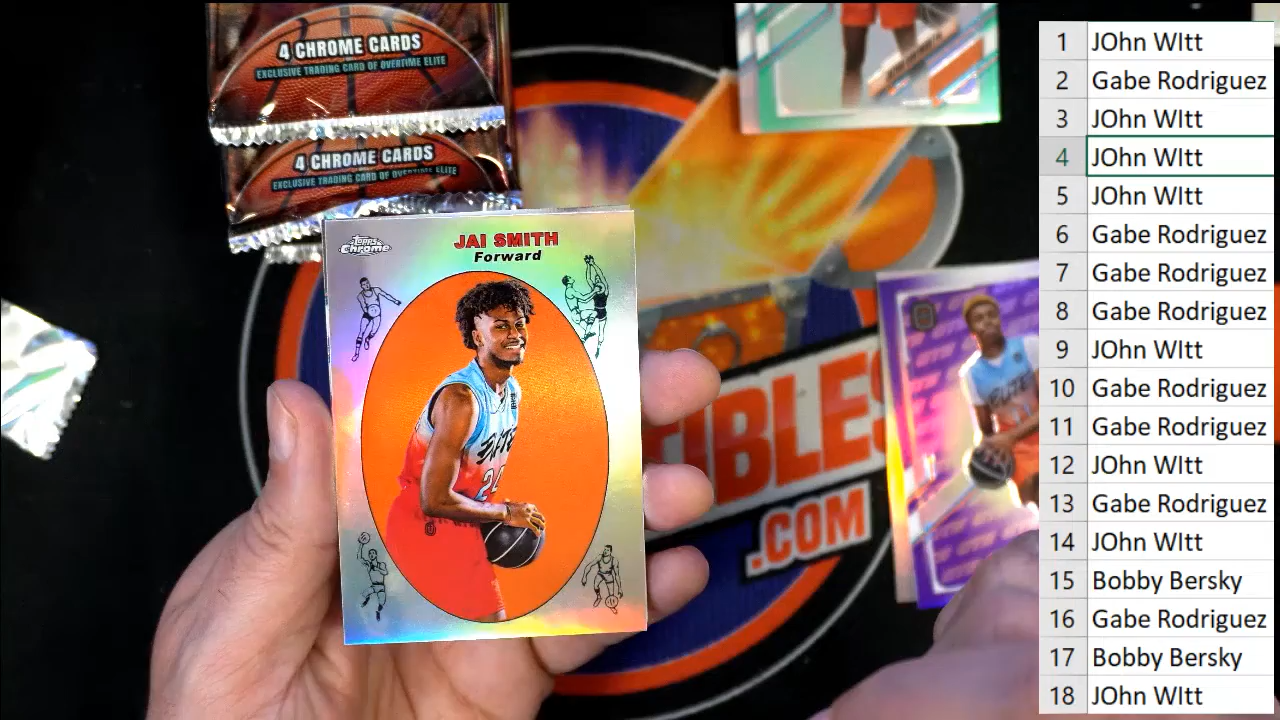 4 CHROME CARDS
EXCLUSIVE TRADING CARD OF OVERTIME ELITE
4 CHROME CARDS
EXCLUSIVE TRADING CARD OF OVERTIME ELITE
Topps
Chrome
JAI SMITH
Forward
24
TIBLES
.COM
1 JOhn WItt
2 Gabe Rodriguez
3 JOhn WItt
4 JOhn WItt
5 JOhn WItt
6 Gabe Rodriguez
7 Gabe Rodriguez
8 Gabe Rodriguez
9 JOhn WItt
10 Gabe Rodriguez
11 Gabe Rodriguez
12 JOhn WItt
13 Gabe Rodriguez
14 JOhn WItt
15 Bobby Bersky
16 Gabe Rodriguez
17 Bobby Bersky
18 JOhn WItt